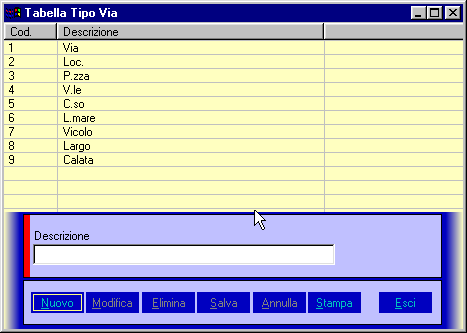 Tabella Tipo Via
Cod. Descrizione
1 Via
2 Loc.
3 P.zza
4 V.le
5 C.so
6 L.mare
7 Vicolo
8 Largo
9 Calata
Descrizione
Nuovo Modifica Elimina Salva Annulla Stampa Esci